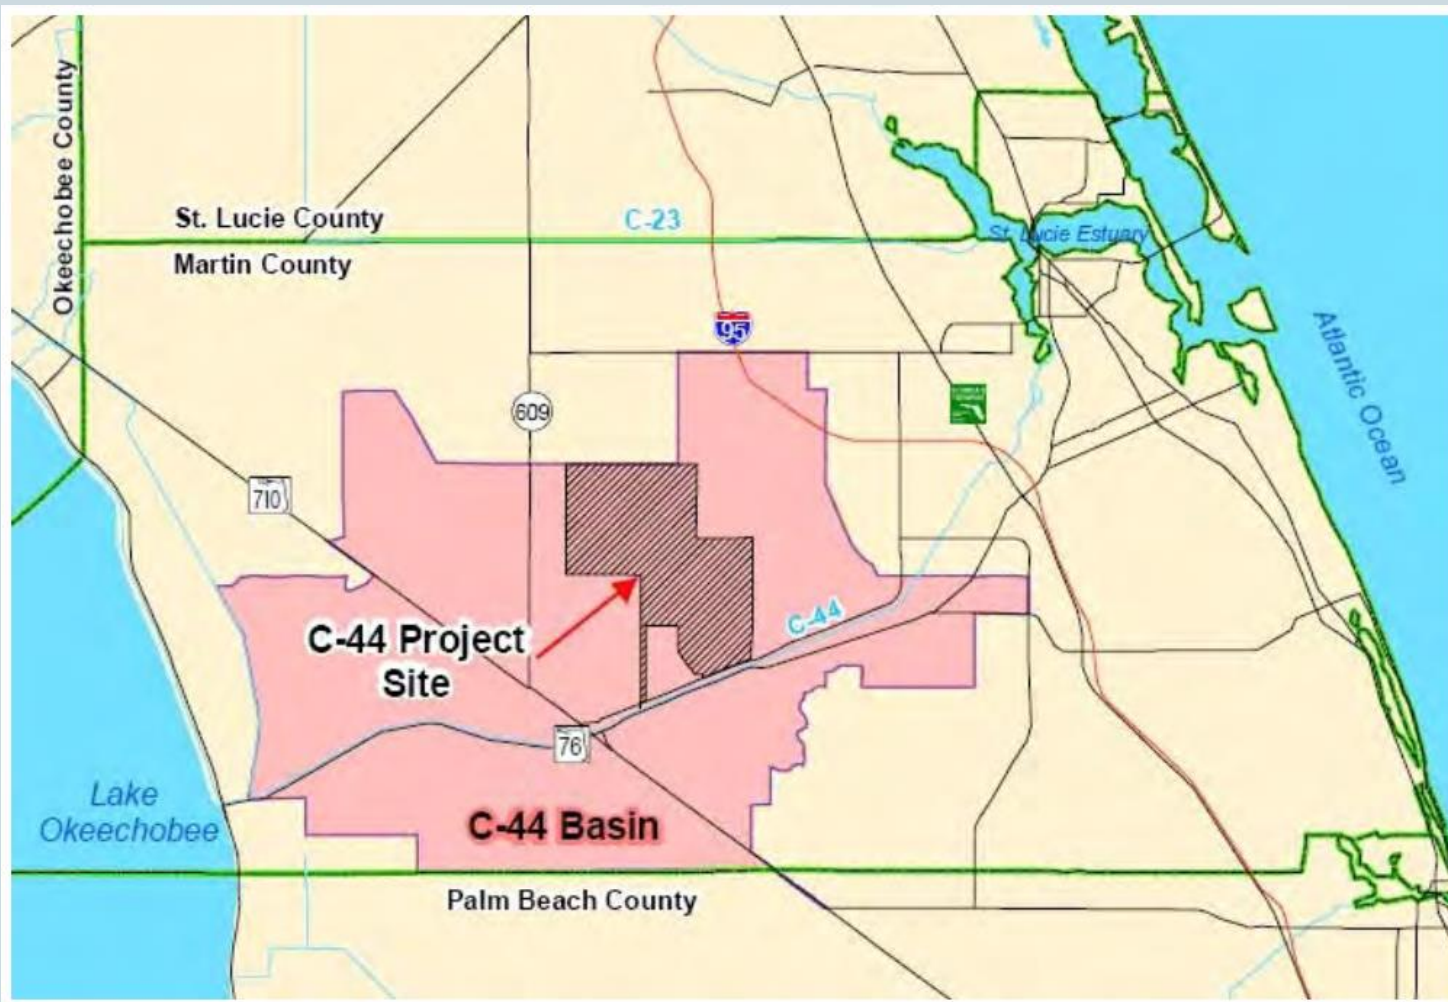 Okeechobee County
St. Lucie County
C-23
Martin County
St. Lucie Estuary
95
Atlantic Ocean
609
710
C-44
C-44 Project
Site
76
Lake
Okeechobee
C-44 Basin
Palm Beach County